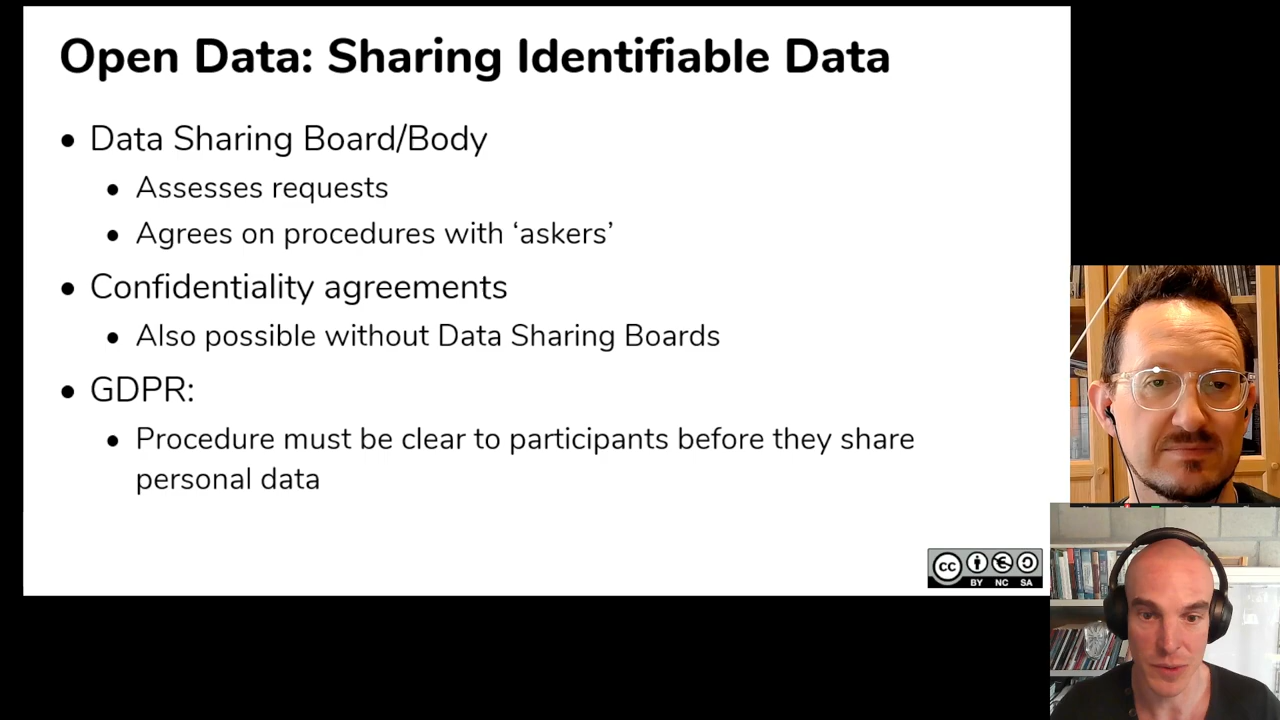 Open Data: Sharing Identifiable Data
• Data Sharing Board/Body
• Assesses requests
• Agrees on procedures with ‘askers’
• Confidentiality agreements
• Also possible without Data Sharing Boards
• GDPR:
• Procedure must be clear to participants before they share
personal data
cc
BY NC SA